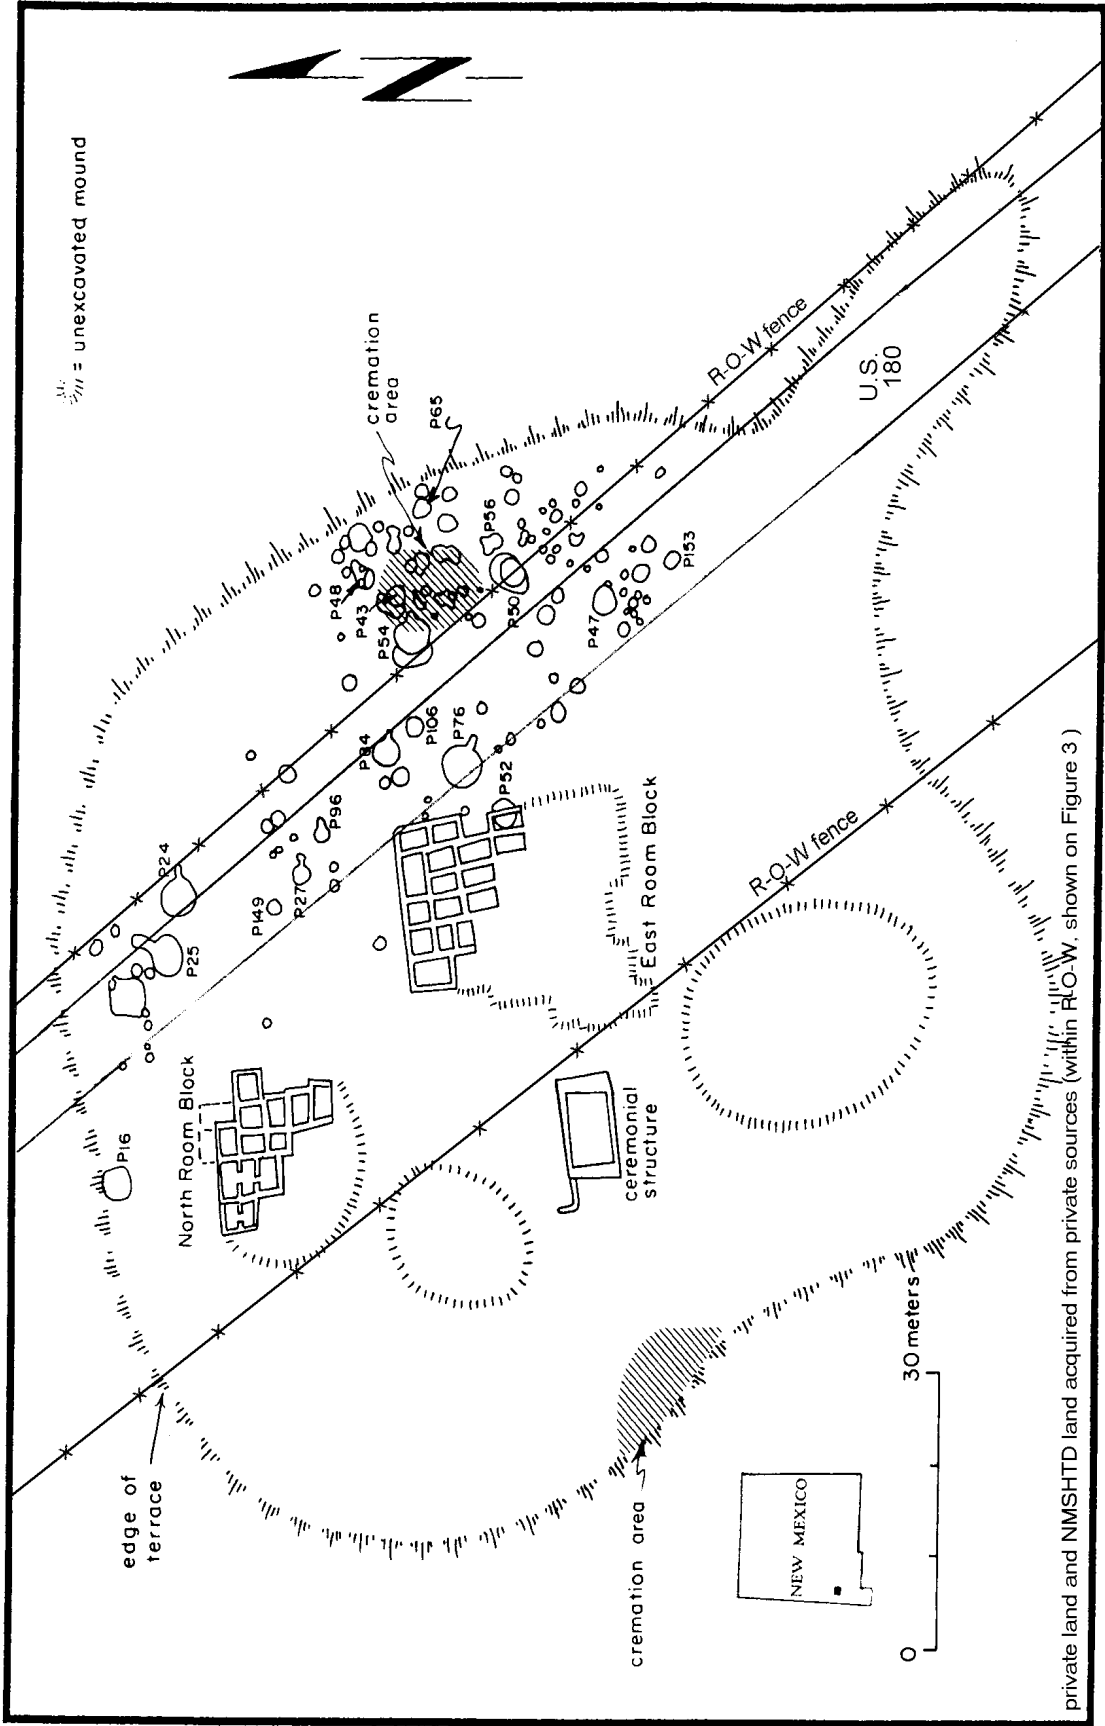 = unexcavated mound
N
cremation
area
P65
P48
P43
P54
P56
P50
P47
P153
R-O-W fence
U.S.
180
P84
P106
P76
P52
P24
P96
P27
P149
P25
P16
North Room Block
East Room Block
R-O-W fence
ceremonial
structure
edge of
terrace
cremation area
NEW MEXICO
0
30 meters
private land and NMSHTD land acquired from private sources (within R-O-W, shown on Figure 3 )